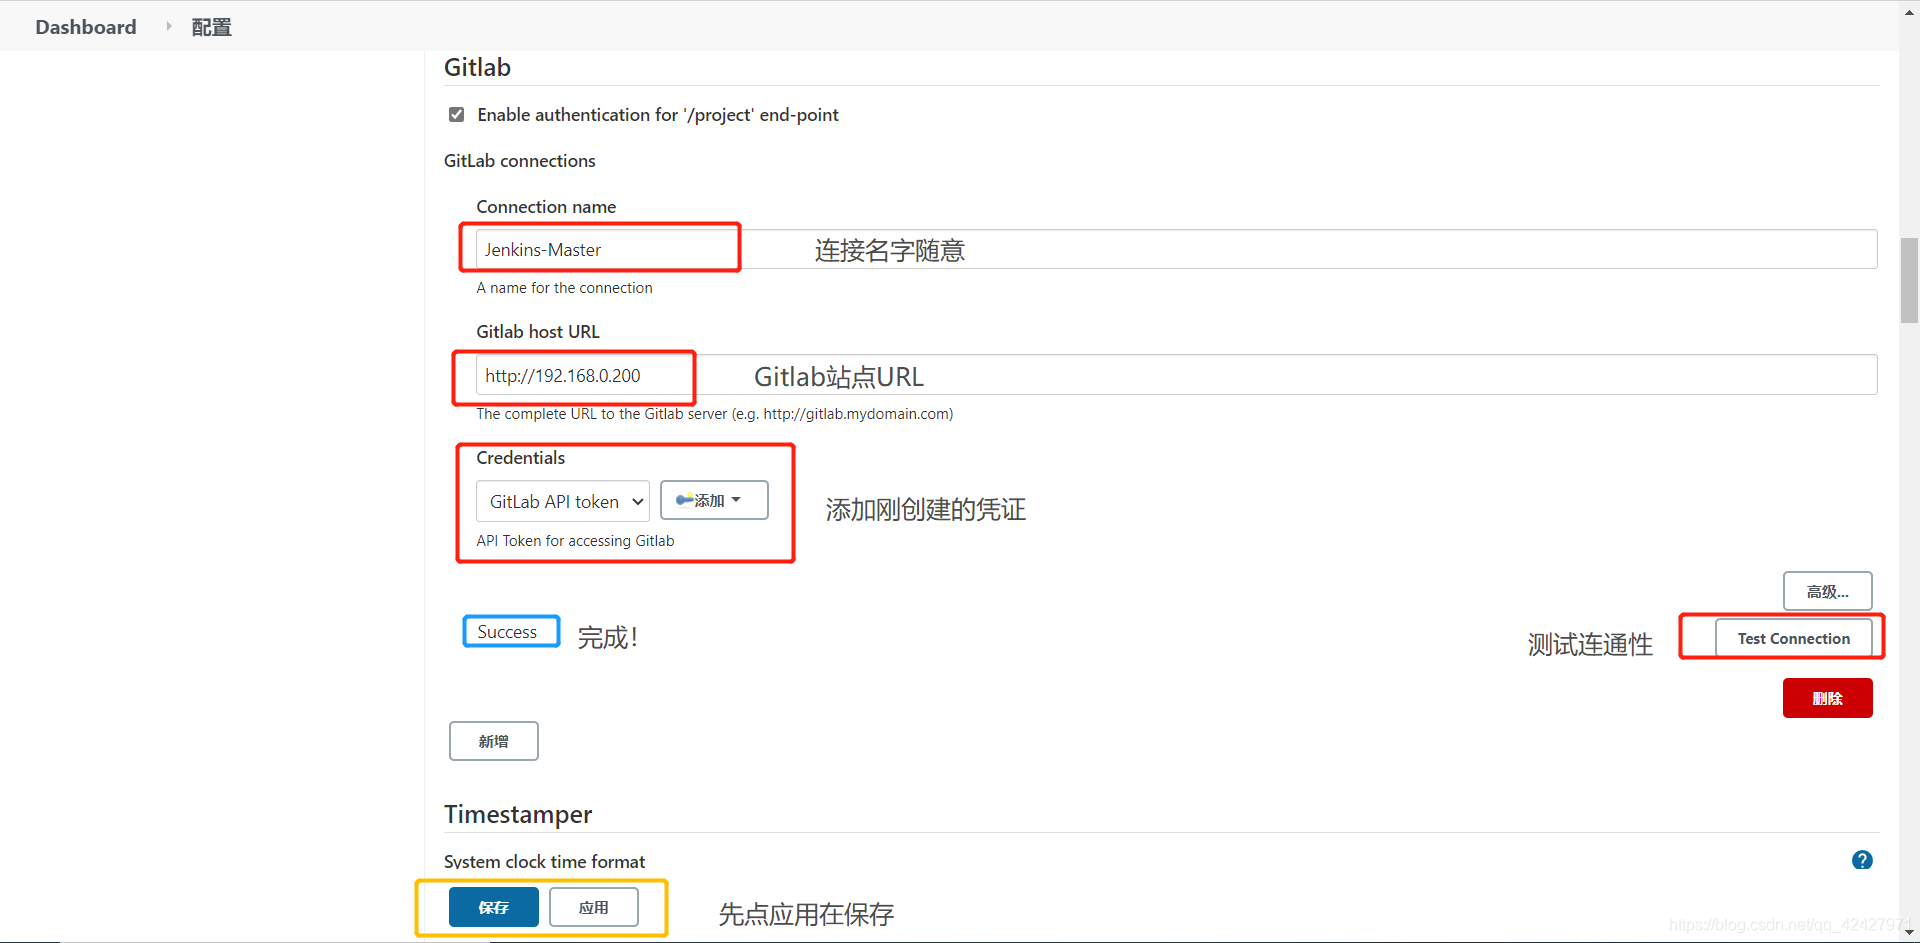 Dashboard 配置
Gitlab
Enable authentication for '/project' end-point
GitLab connections
Connection name
Jenkins-Master 连接名字随意
A name for the connection
Gitlab host URL
http://192.168.0.200 Gitlab站点URL
The complete URL to the Gitlab server (e.g. http://gitlab.mydomain.com)
Credentials
GitLab API token 添加 添加刚创建的凭证
API Token for accessing Gitlab
高级...
Success 完成！ 测试连通性 Test Connection
删除
新增
Timestamper
System clock time format ?
保存 应用 先点应用在保存
https://blog.csdn.net/qq_42427971